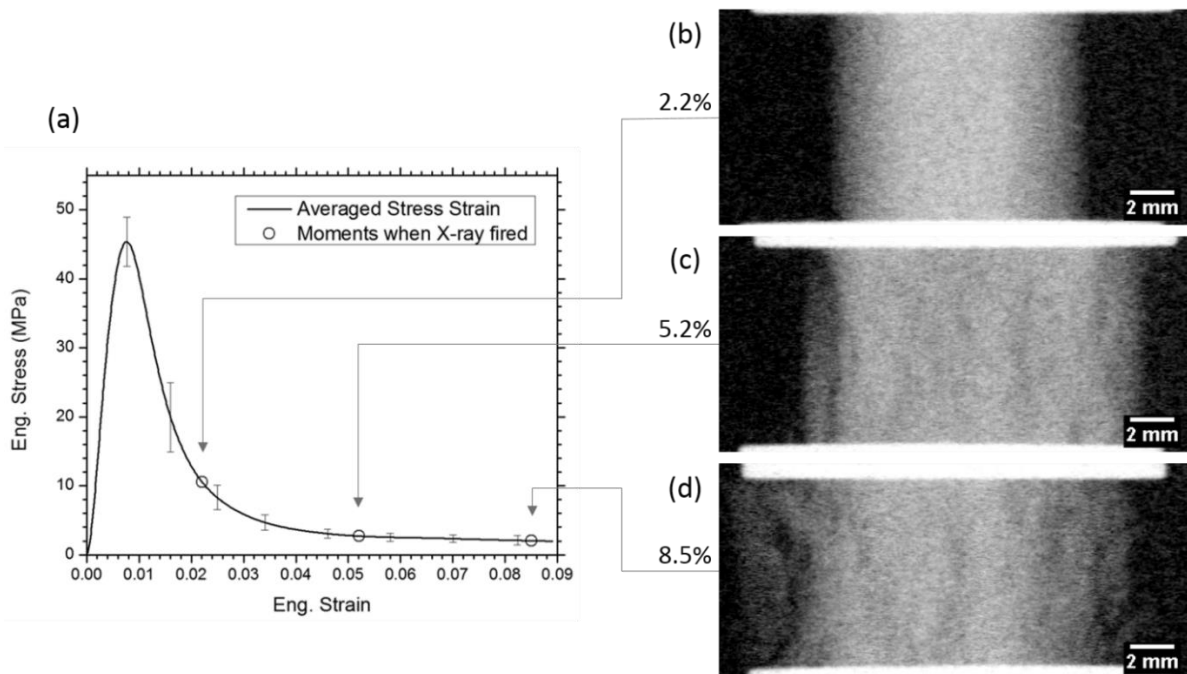 (a)
Eng. Stress (MPa)
50
40
30
20
10
0
Averaged Stress Strain
Moments when X-ray fired
0.00 0.01 0.02 0.03 0.04 0.05 0.06 0.07 0.08 0.09
Eng. Strain
(b)
2.2%
2 mm
(c)
5.2%
2 mm
(d)
8.5%
2 mm